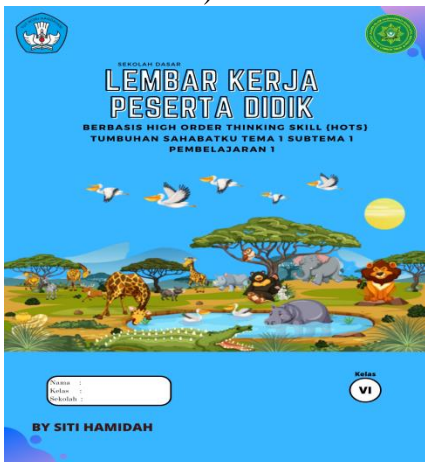 SEKOLAH DASAR
LEMBAR KERJA
PESERTA DIDIK
BERBASIS HIGH ORDER THINKING SKILL (HOTS)
TUMBUHAN SAHABATKU TEMA 1 SUBTEMA 1
PEMBELAJARAN 1
Nama :
Kelas :
Sekolah :
Kelas
VI
BY SITI HAMIDAH